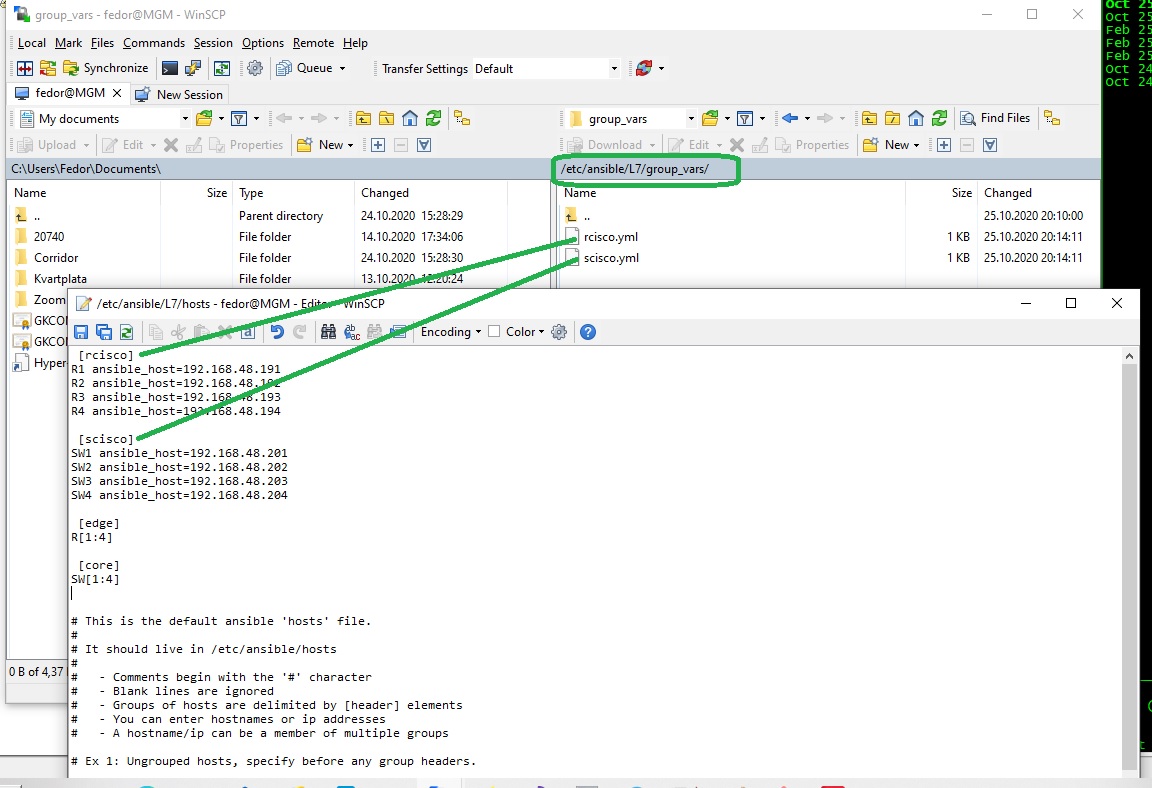 group_vars - fedor@MGM - WinSCP
Local Mark Files Commands Session Options Remote Help
Synchronize Queue Transfer Settings Default
fedor@MGM New Session
My documents group_vars Find Files
Upload Edit Properties New Download Edit Properties New
C:\Users\Fedor\Documents\ /etc/ansible/L7/group_vars/
Name Size Type Changed Name Size Changed
.. Parent directory 24.10.2020 15:28:29 .. 25.10.2020 20:10:00
20740 File folder 14.10.2020 17:34:06 rcisco.yml 1 KB 25.10.2020 20:14:11
Corridor File folder 24.10.2020 15:28:30 scisco.yml 1 KB 25.10.2020 20:14:11
Kvartplata File folder 13.10.2020 12:20:24
Zoom
GKCO
GKCO
Hyper
0 B of 4,37
Oct 25
Oct 25
Feb 25
Feb 25
Feb 25
Oct 24
Oct 24
/etc/ansible/L7/hosts - fedor@MGM - Editor - WinSCP
Encoding Color
[rcisco]
R1 ansible_host=192.168.48.191
R2 ansible_host=192.168.48.192
R3 ansible_host=192.168.48.193
R4 ansible_host=192.168.48.194
[scisco]
SW1 ansible_host=192.168.48.201
SW2 ansible_host=192.168.48.202
SW3 ansible_host=192.168.48.203
SW4 ansible_host=192.168.48.204
[edge]
R[1:4]
[core]
SW[1:4]
# This is the default ansible 'hosts' file.
#
# It should live in /etc/ansible/hosts
#
# - Comments begin with the '#' character
# - Blank lines are ignored
# - Groups of hosts are delimited by [header] elements
# - You can enter hostnames or ip addresses
# - A hostname/ip can be a member of multiple groups
# Ex 1: Ungrouped hosts, specify before any group headers.